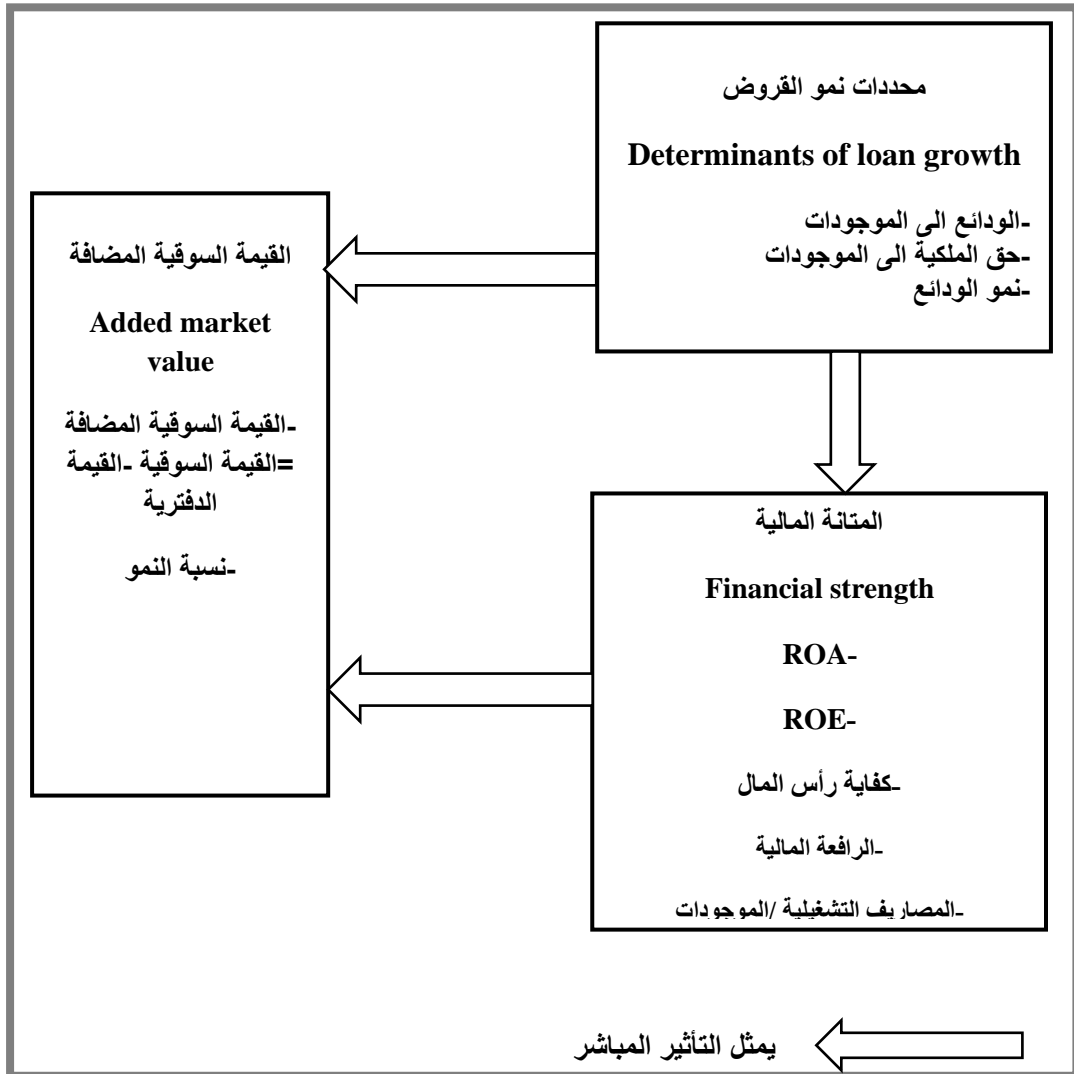 محددات نمو القروض
Determinants of loan growth
-الودائع الى الموجودات
-حق الملكية الى الموجودات
-نمو الودائع
القيمة السوقية المضافة
Added market
value
-القيمة السوقية المضافة
=القيمة السوقية -القيمة
الدفترية
-نسبة النمو
المتانة المالية
Financial strength
ROA-
ROE-
-كفاية رأس المال
-الرافعة المالية
-المصاريف التشغيلية /الموجودات
يمثل التأثير المباشر